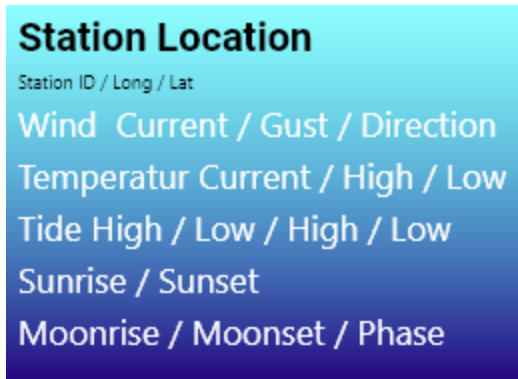 Station Location
Station ID / Long / Lat
Wind  Current / Gust / Direction
Temperatur Current / High / Low
Tide High / Low / High / Low
Sunrise / Sunset
Moonrise / Moonset / Phase